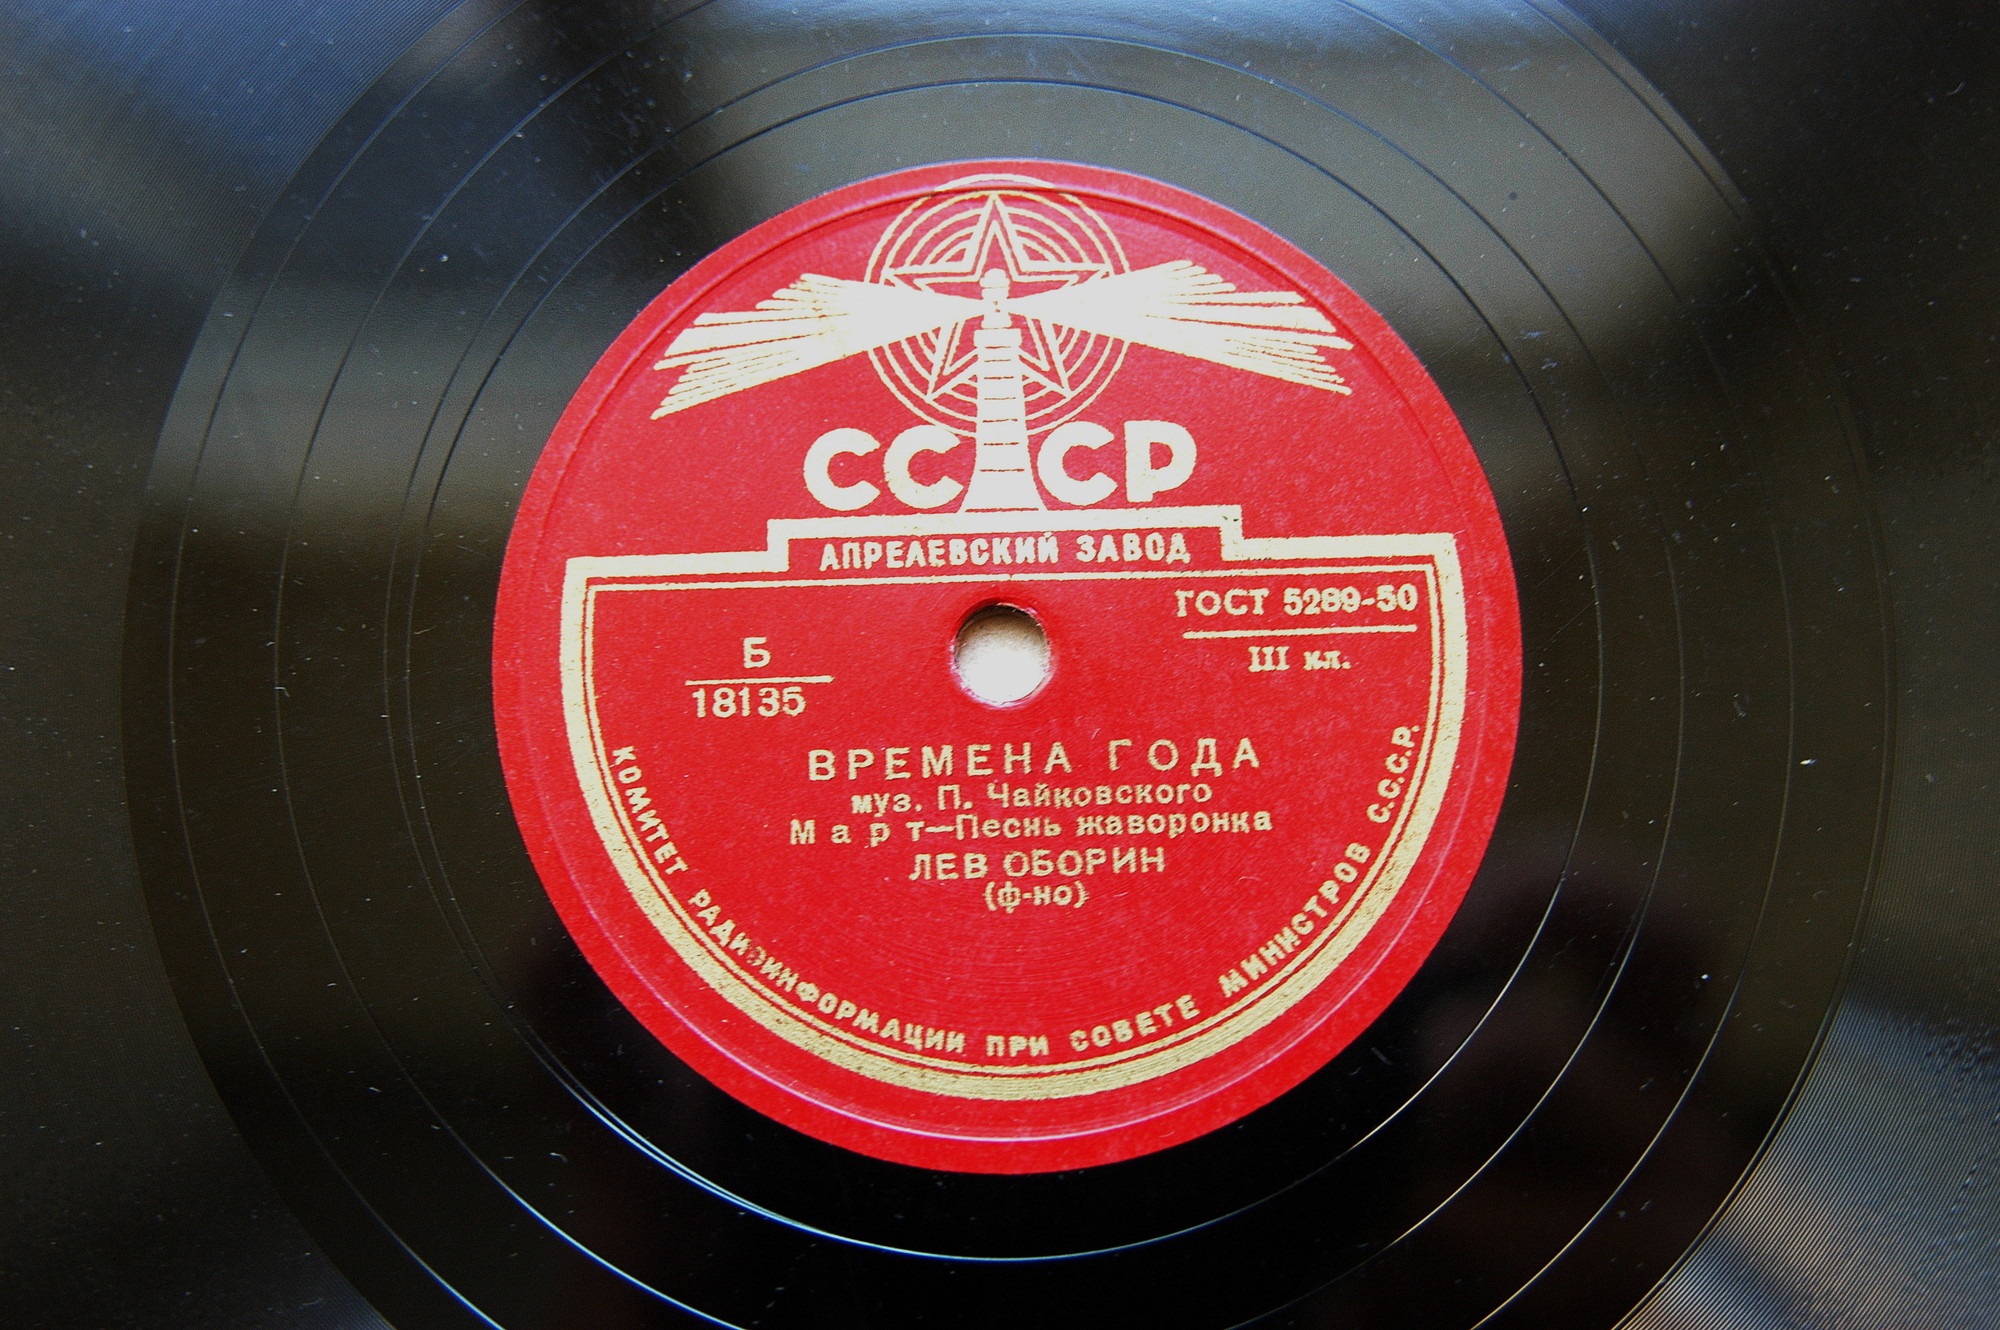 СССР
АПРЕЛЕВСКИЙ ЗАВОД
ГОСТ 5289-50
III кл.
Б
18135
ВРЕМЕНА ГОДА
муз. П. Чайковского
Март—Песнь жаворонка
ЛЕВ ОБОРИН
(ф-но)
КОМИТЕТ РАДИОИНФОРМАЦИИ ПРИ СОВЕТЕ МИНИСТРОВ С.С.С.Р.